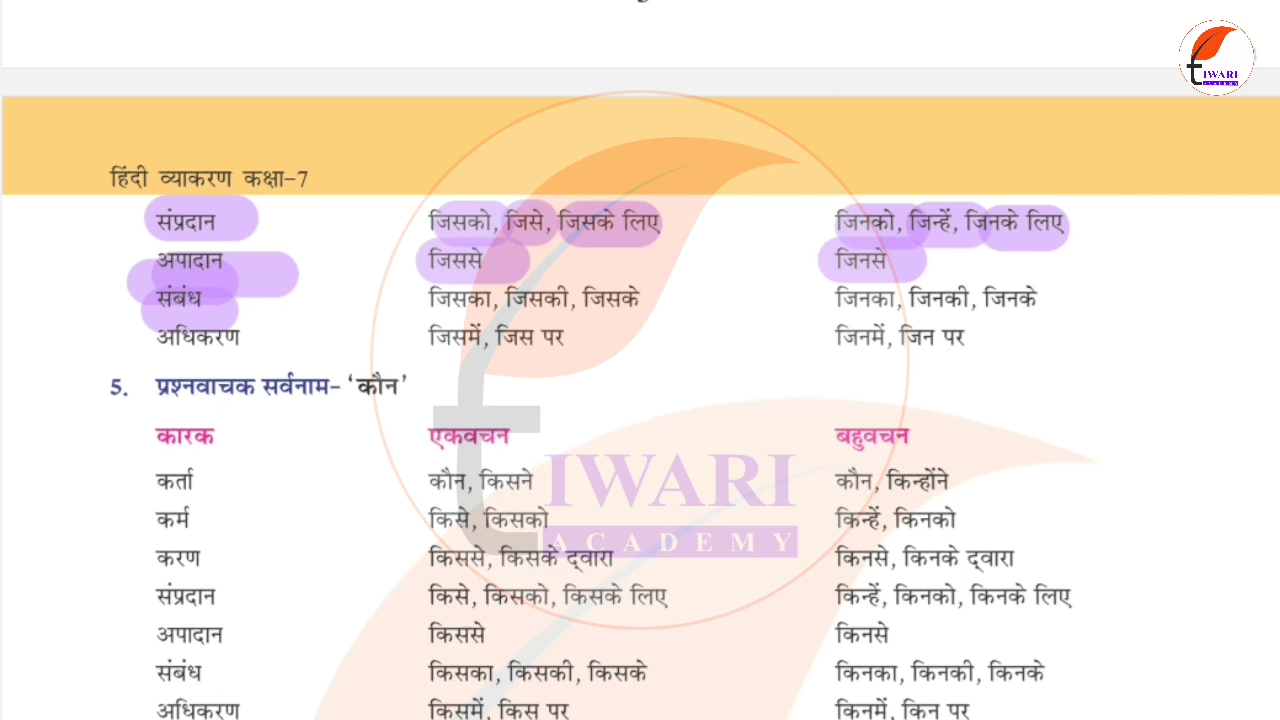 हिंदी व्याकरण कक्षा-7
संप्रदान जिसको, जिसे, जिसके लिए जिनको, जिन्हें, जिनके लिए
अपादान जिससे जिनसे
संबंध जिसका, जिसकी, जिसके जिनका, जिनकी, जिनके
अधिकरण जिसमें, जिस पर जिनमें, जिन पर
5. प्रश्नवाचक सर्वनाम- 'कौन'
कारक एकवचन बहुवचन
कर्ता कौन, किसने कौन, किन्होंने
कर्म किसे, किसको किन्हें, किनको
करण किससे, किसके द्वारा किनसे, किनके द्वारा
संप्रदान किसे, किसको, किसके लिए किन्हें, किनको, किनके लिए
अपादान किससे किनसे
संबंध किसका, किसकी, किसके किनका, किनकी, किनके
अधिकरण किसमें, किस पर किनमें, किन पर
tIWARI
ACADEMY
tIWARI
ACADEMY